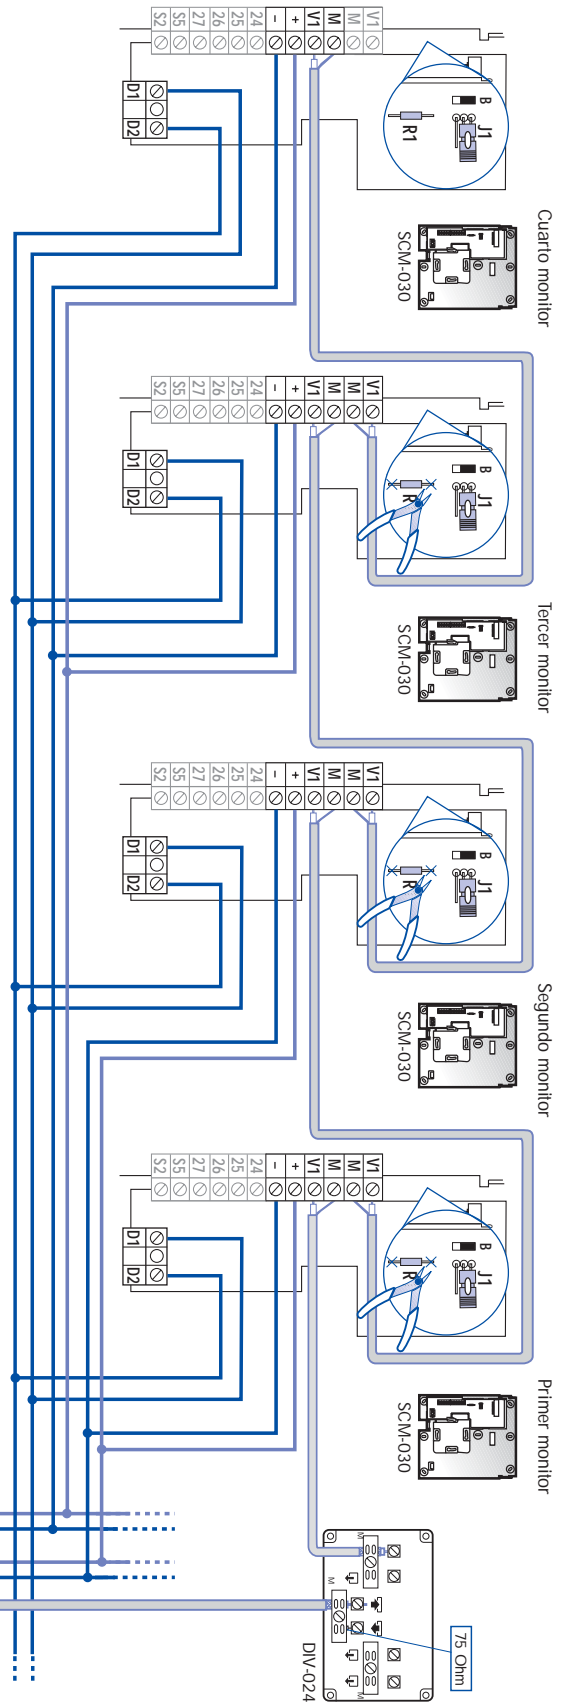 Cuarto monitor
SCM-030
J1
B
R1
V1
M
M
V1
+
-
24
25
26
27
S5
S2
D1
D2
Tercer monitor
SCM-030
J1
B
R
V1
M
M
V1
+
-
24
25
26
27
S5
S2
D1
D2
Segundo monitor
SCM-030
J1
B
R
V1
M
M
V1
+
-
24
25
26
27
S5
S2
D1
D2
Primer monitor
SCM-030
J1
B
R
V1
M
M
V1
+
-
24
25
26
27
S5
S2
D1
D2
75 Ohm
M
M
M
DIV-024